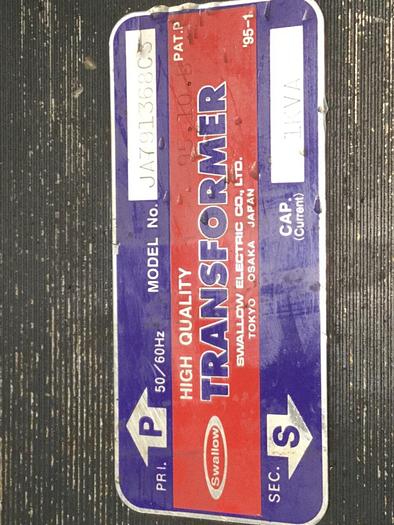 PRI. P 50/60Hz MODEL No. JA791368C3
HIGH QUALITY PAT.P
Swallow TRANSFORMER
SWALLOW ELECTRIC CO., LTD.
TOKYO OSAKA JAPAN '95-1
SEC. S CAP. 1KVA
(Current)